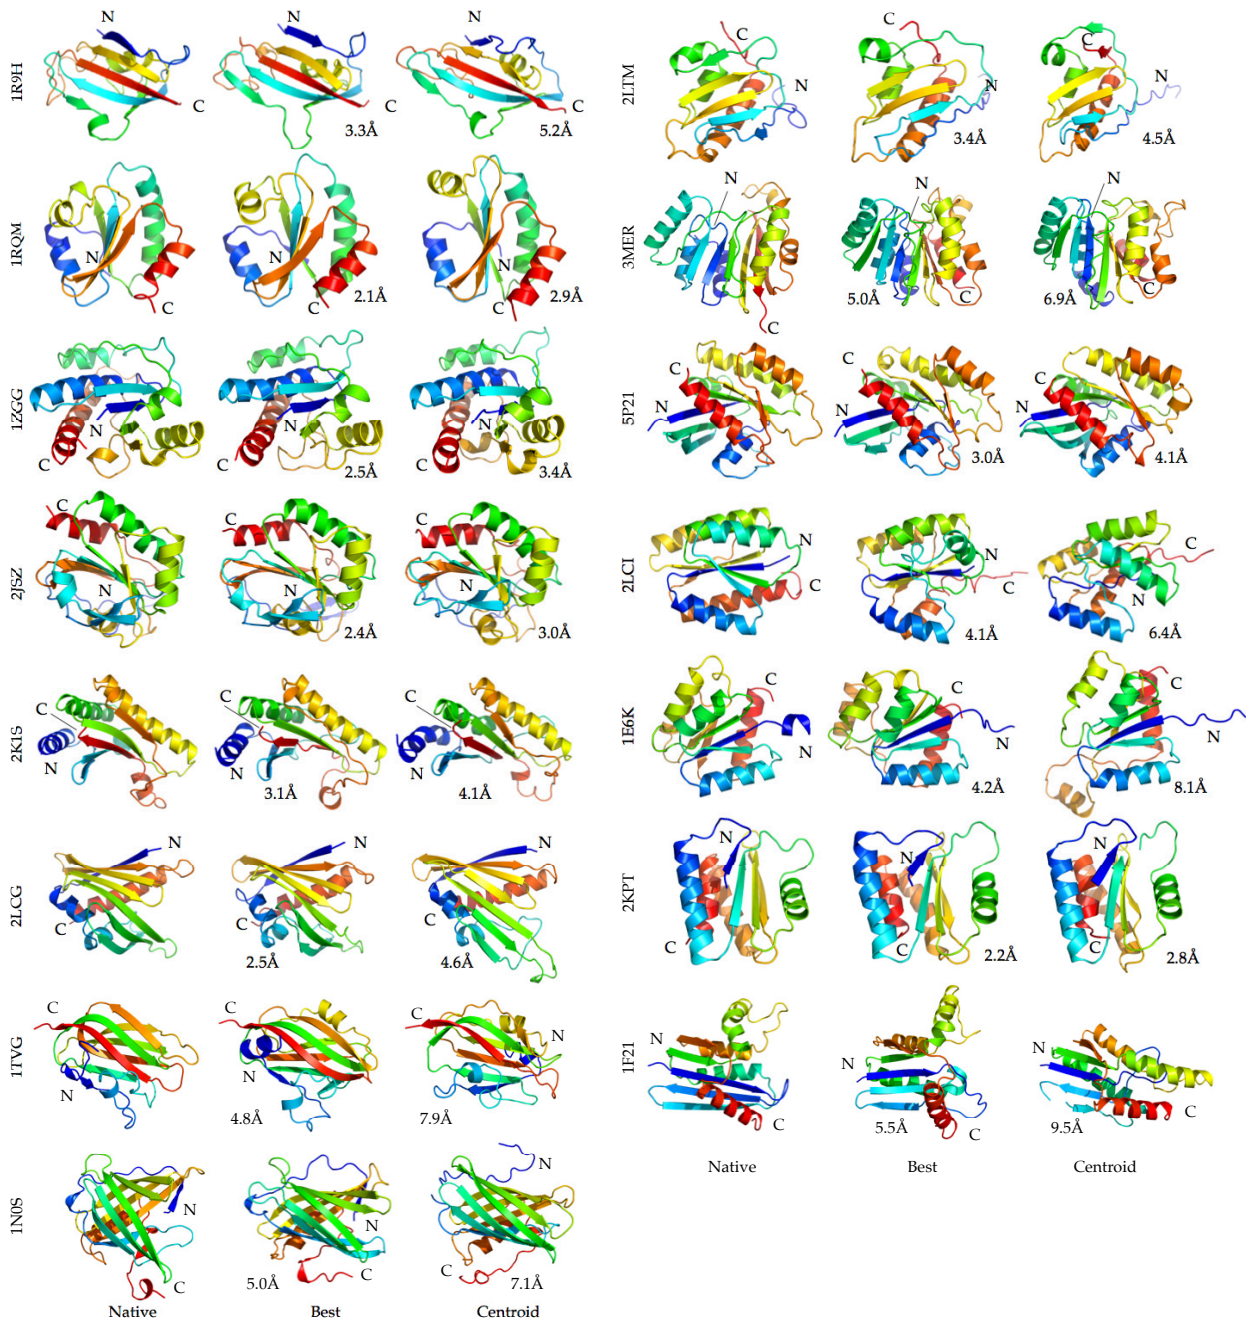 1R9H
N
N
N
C
3.3Å
C
5.2Å
1RQM
N
C
N
2.1Å
C
N
2.9Å
C
1ZGG
N
C
N
C
2.5Å
N
C
3.4Å
2JSZ
C
N
C
N
2.4Å
C
N
3.0Å
2KHS
C
N
C
N
3.1Å
C
N
4.1Å
2LCG
N
C
N
C
2.5Å
N
C
4.6Å
1TVG
C
N
C
N
4.8Å
C
N
7.9Å
1N0S
N
C
N
5.0Å
C
N
C
7.1Å
Native
Best
Centroid
2LTM
C
N
C
N
3.4Å
C
N
4.5Å
3MER
N
C
N
5.0Å
C
N
C
6.9Å
5P21
C
N
C
N
3.0Å
C
N
4.1Å
2LCI
N
C
N
C
4.1Å
C
N
6.4Å
1E6K
C
N
C
N
4.2Å
C
N
8.1Å
2KPT
N
C
N
C
2.2Å
N
C
2.8Å
1F21
N
C
N
5.5Å
C
N
C
9.5Å
Native
Best
Centroid